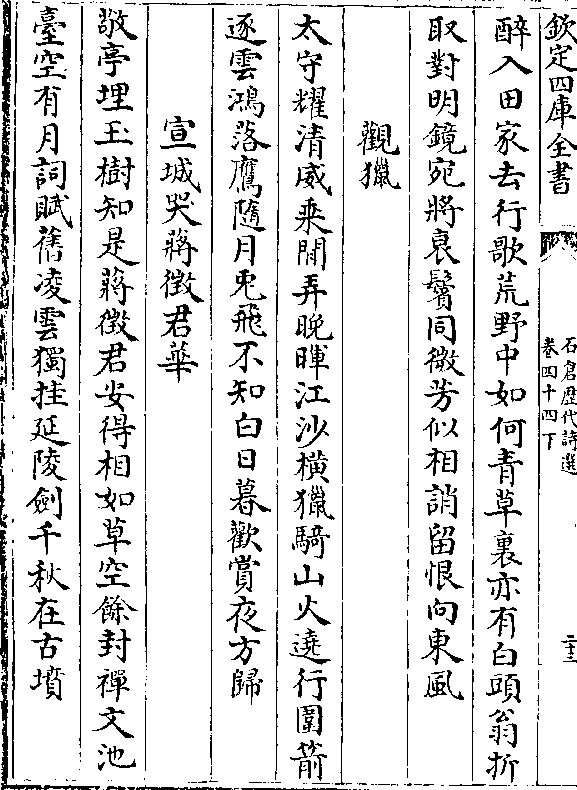 欽定四庫全書
石倉歷代詩選
卷四十四下
二十三
醉入田家去行歌荒野中如何青草裏亦有白頭翁折
取對明鏡宛將衰鬢同微芳似相誚留恨向東風
觀獵
太守耀清威乗閒弄晚暉江沙橫獵騎山火遶行圍箭
逐雲鴻落鷹隨月兎飛不知白日暮歡賞夜方歸
宣城哭蔣徵君華
敬亭埋玉樹知是蔣徵君安得相如草空餘封禪文池
臺空有月詞賦舊凌雲獨挂延陵劍千秋在古墳